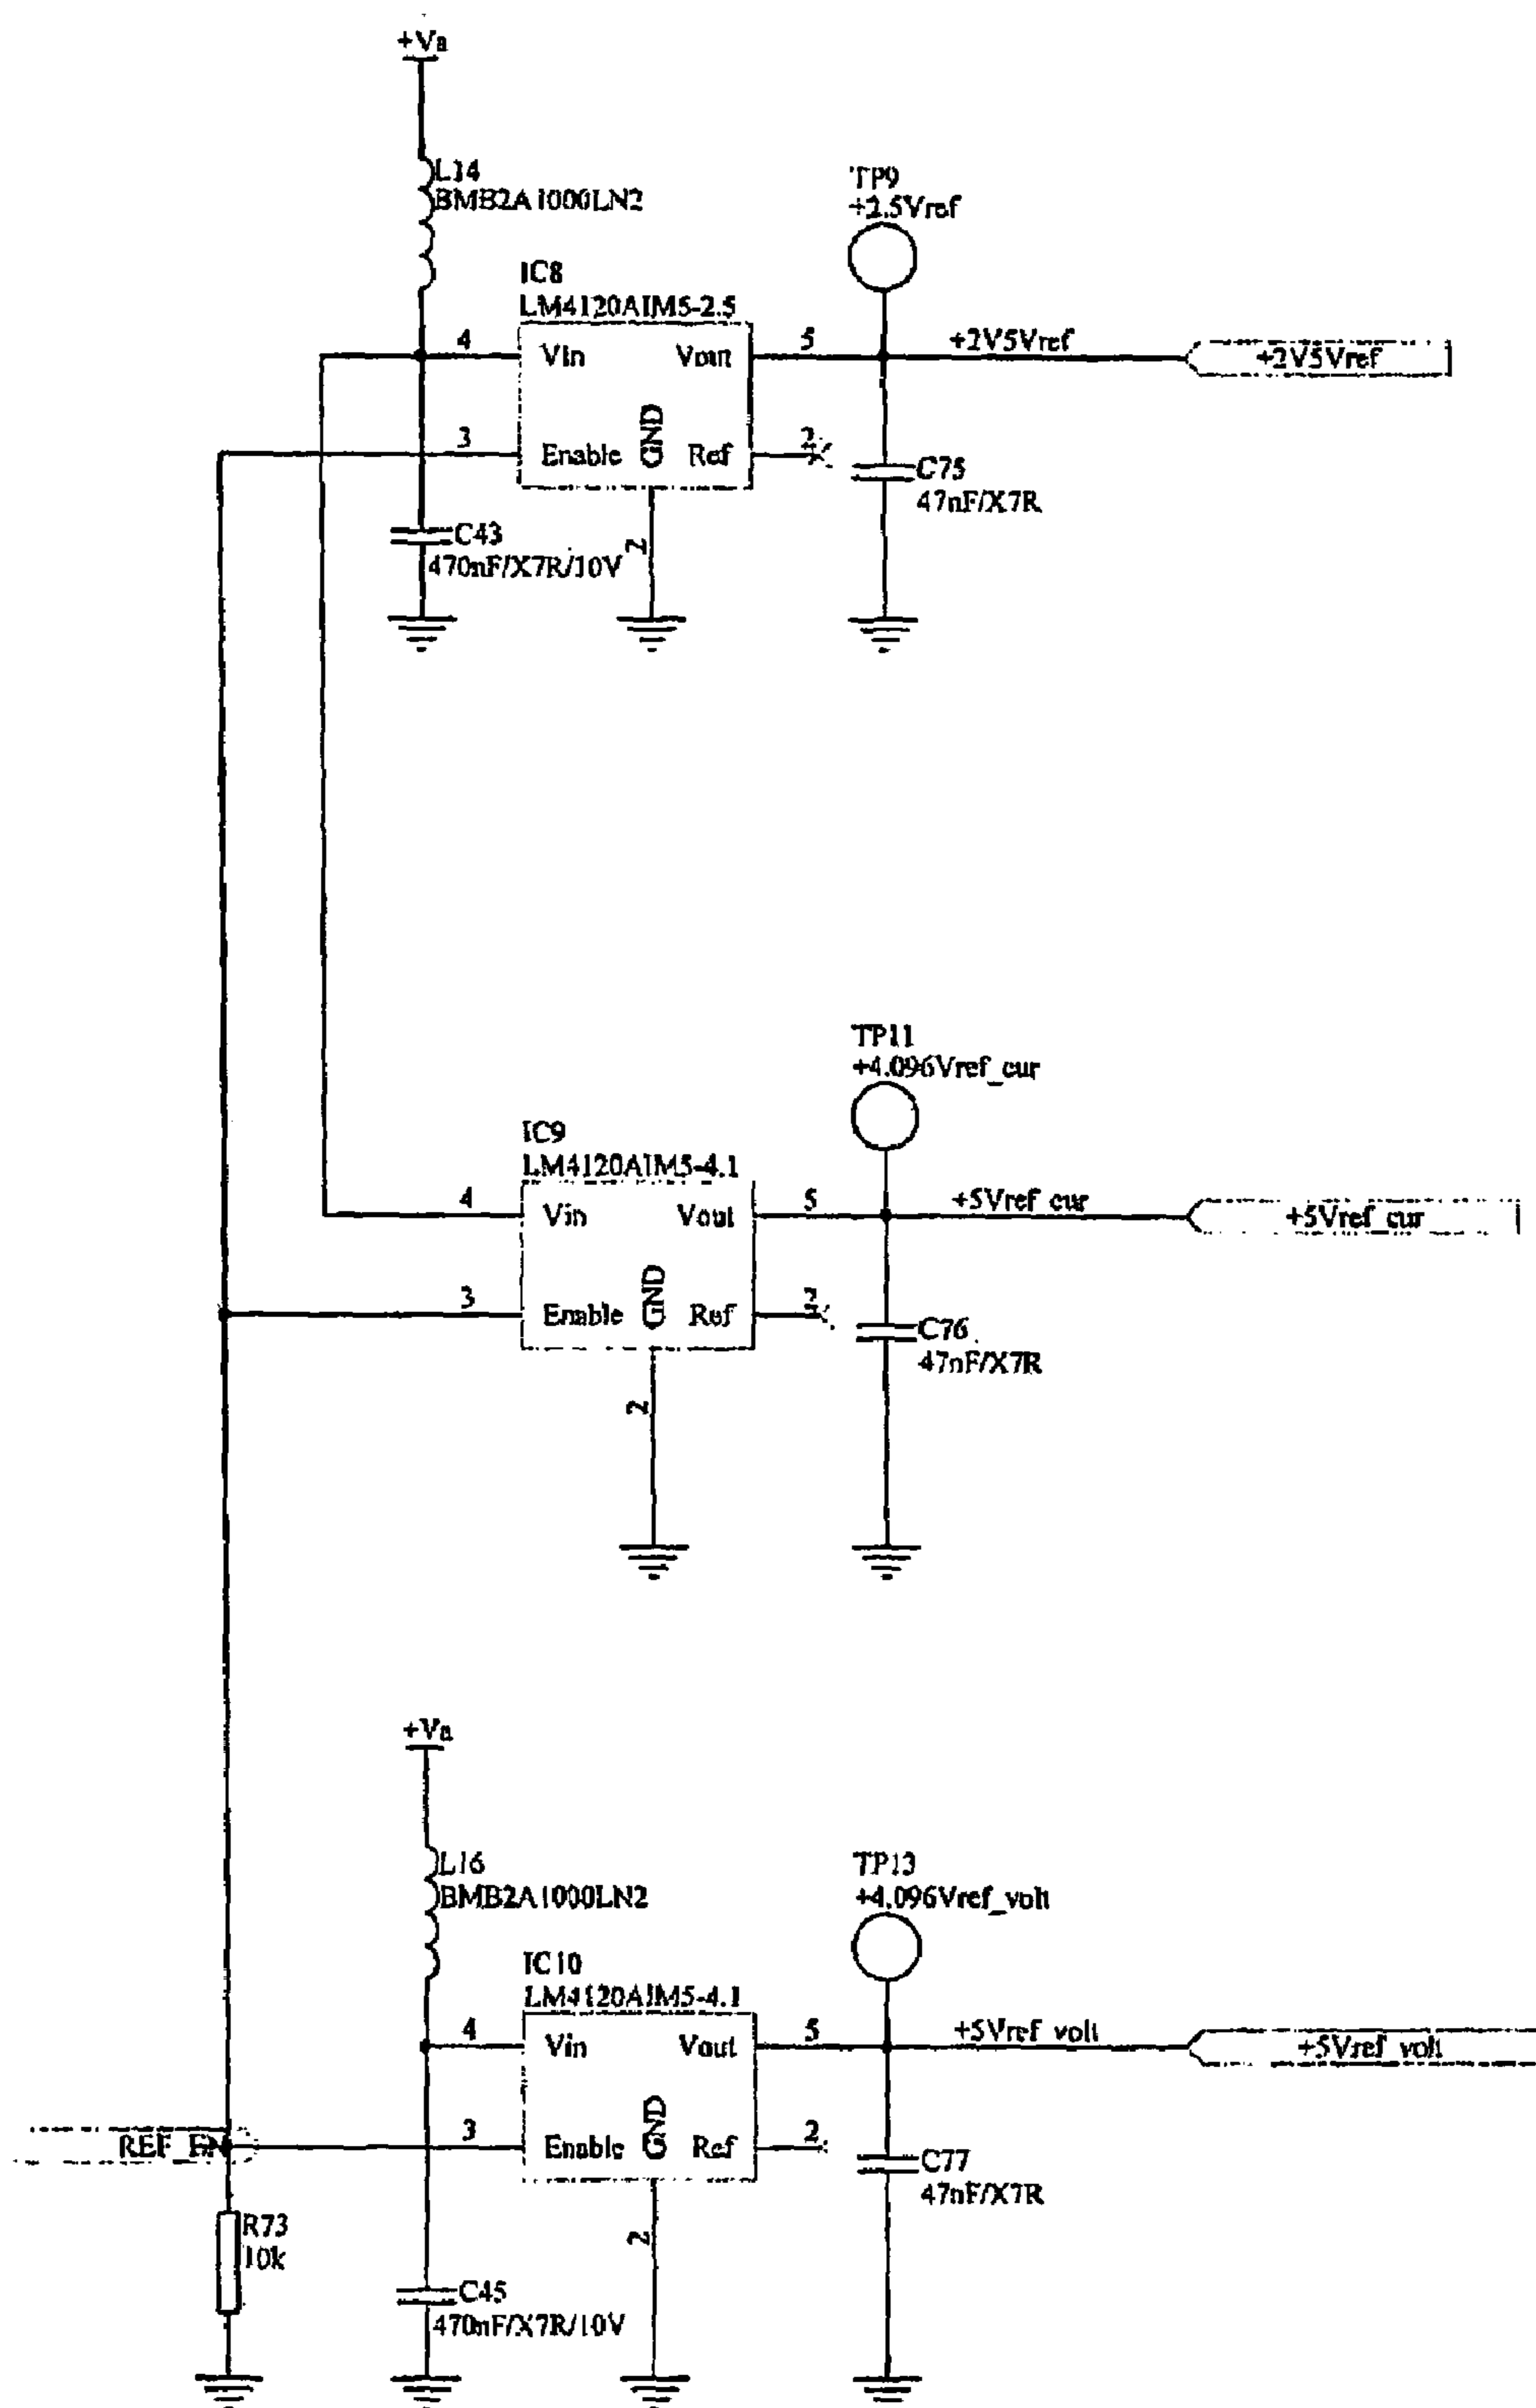 +Va
L14
BMB2A1000LN2
TP9
+2.5Vref
IC8
LM4120AIM5-2.5
4
Vin
Vout
5
+2V5Vref
+2V5Vref
3
Enable
GND
Ref
2
C75
47nF/X7R
C43
470nF/X7R/10V
2
TP11
+4.096Vref_cur
IC9
LM4120AIM5-4.1
4
Vin
Vout
5
+5Vref_cur
+5Vref_cur
3
Enable
GND
Ref
2
C76
47nF/X7R
2
+Va
L16
BMB2A1000LN2
TP13
+4.096Vref_volt
IC10
LM4120AIM5-4.1
4
Vin
Vout
5
+5Vref_volt
+5Vref_volt
REF_EN
3
Enable
GND
Ref
2
C77
47nF/X7R
R73
10k
2
C45
470nF/X7R/10V